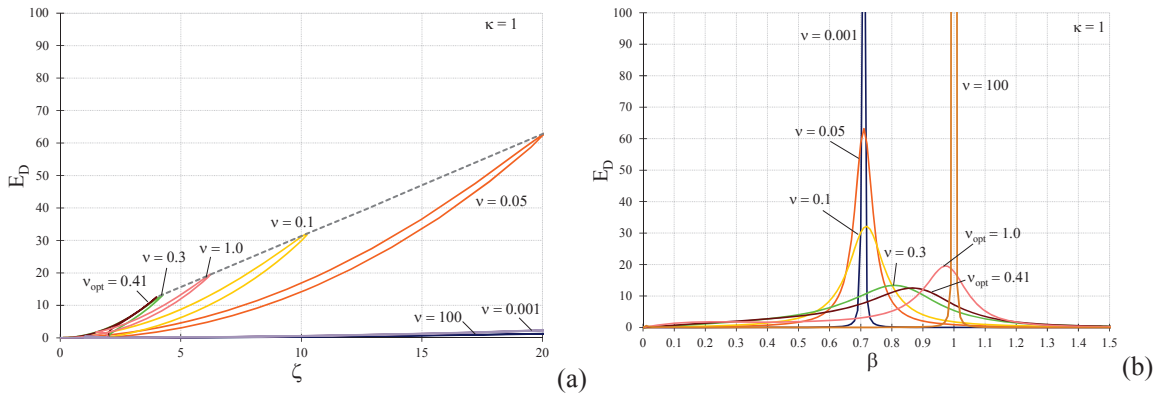 κ = 1
E_D
100
90
80
70
60
50
40
30
20
10
0
ν = 0.05
ν = 0.1
ν = 1.0
ν = 0.3
ν_opt = 0.41
ν = 0.001
ν = 100
0 5 10 15 20
ζ
(a)
κ = 1
E_D
100
90
80
70
60
50
40
30
20
10
0
ν = 0.001
ν = 100
ν = 0.05
ν = 0.1
ν = 0.3
ν_opt = 1.0
ν_opt = 0.41
0 0.1 0.2 0.3 0.4 0.5 0.6 0.7 0.8 0.9 1 1.1 1.2 1.3 1.4 1.5
β
(b)